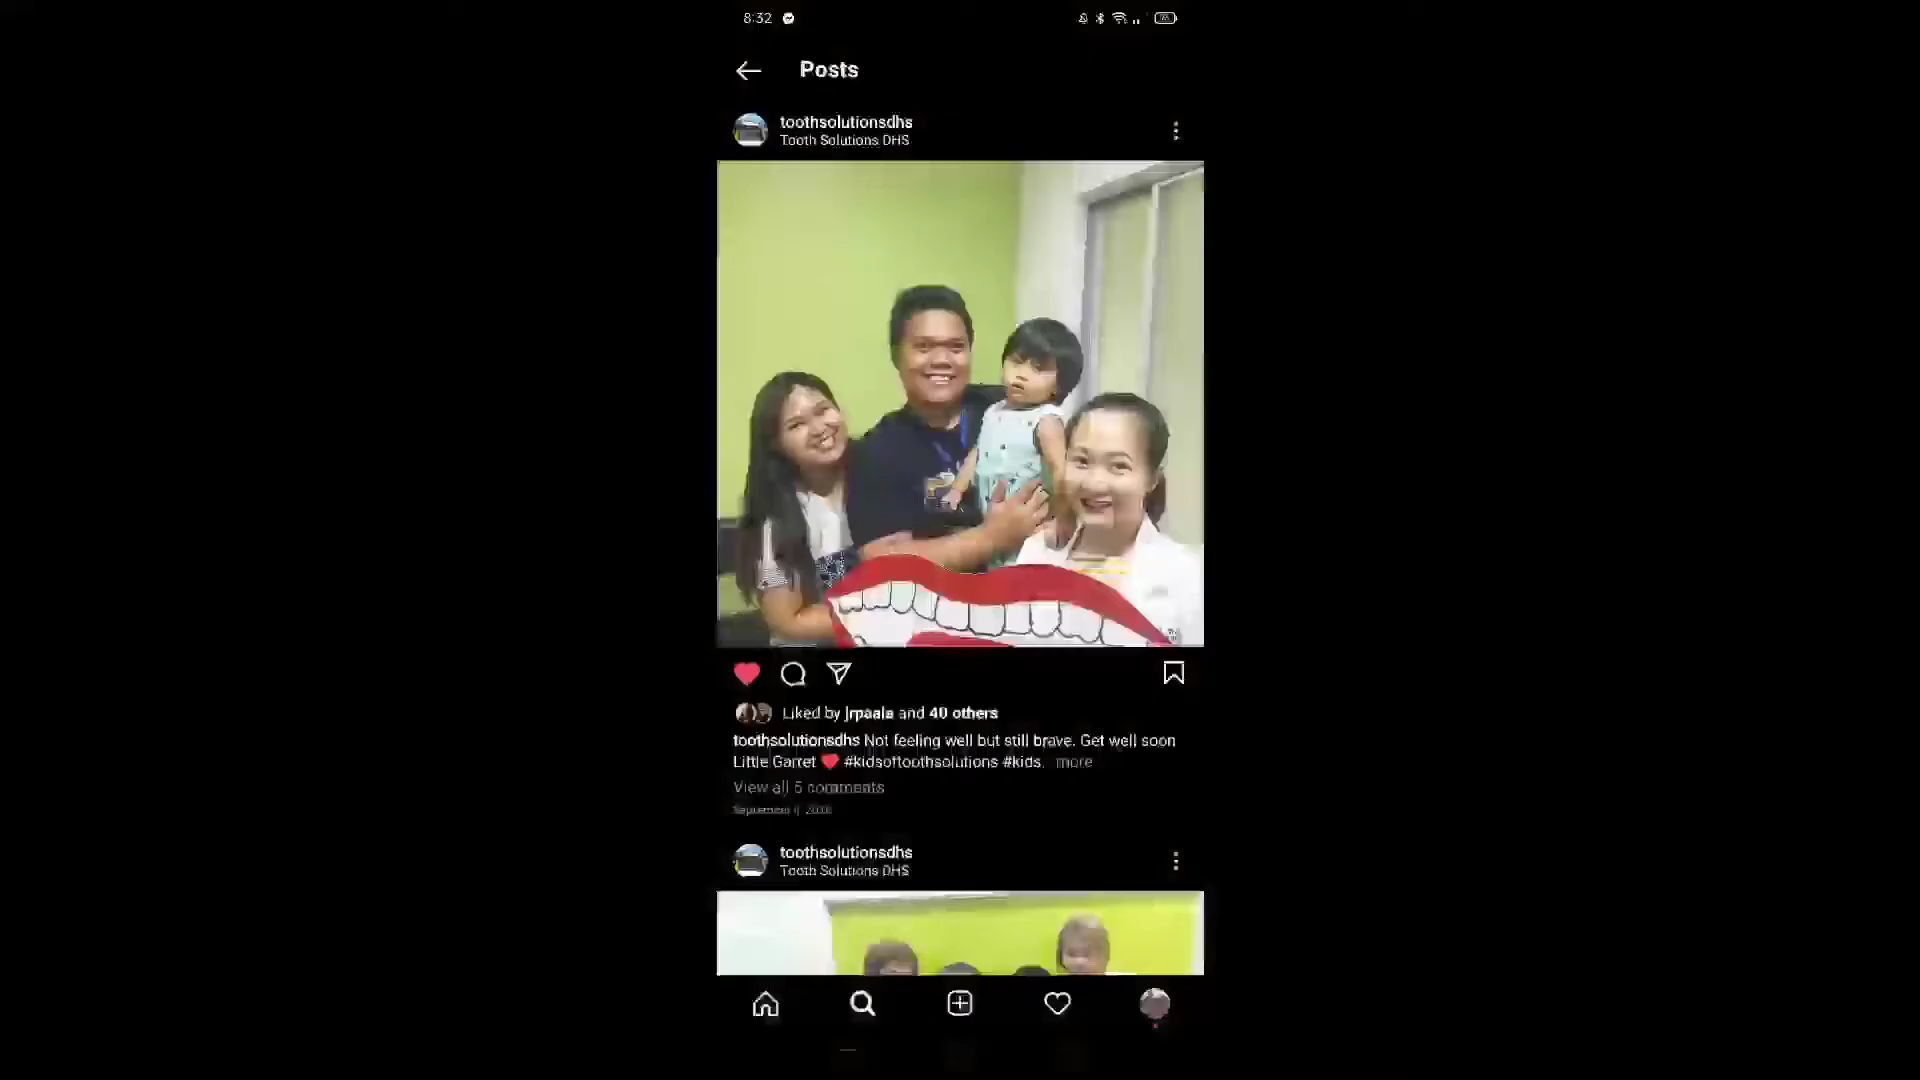 8:32
Posts
toothsolutionsdhs
Tooth Solutions DHS
Liked by jrpaala and 40 others
toothsolutionsdhs Not feeling well but still brave. Get well soon
Little Garret ❤️ #kidsoftoothsolutions #kids... more
View all 5 comments
September
toothsolutionsdhs
Tooth Solutions DHS